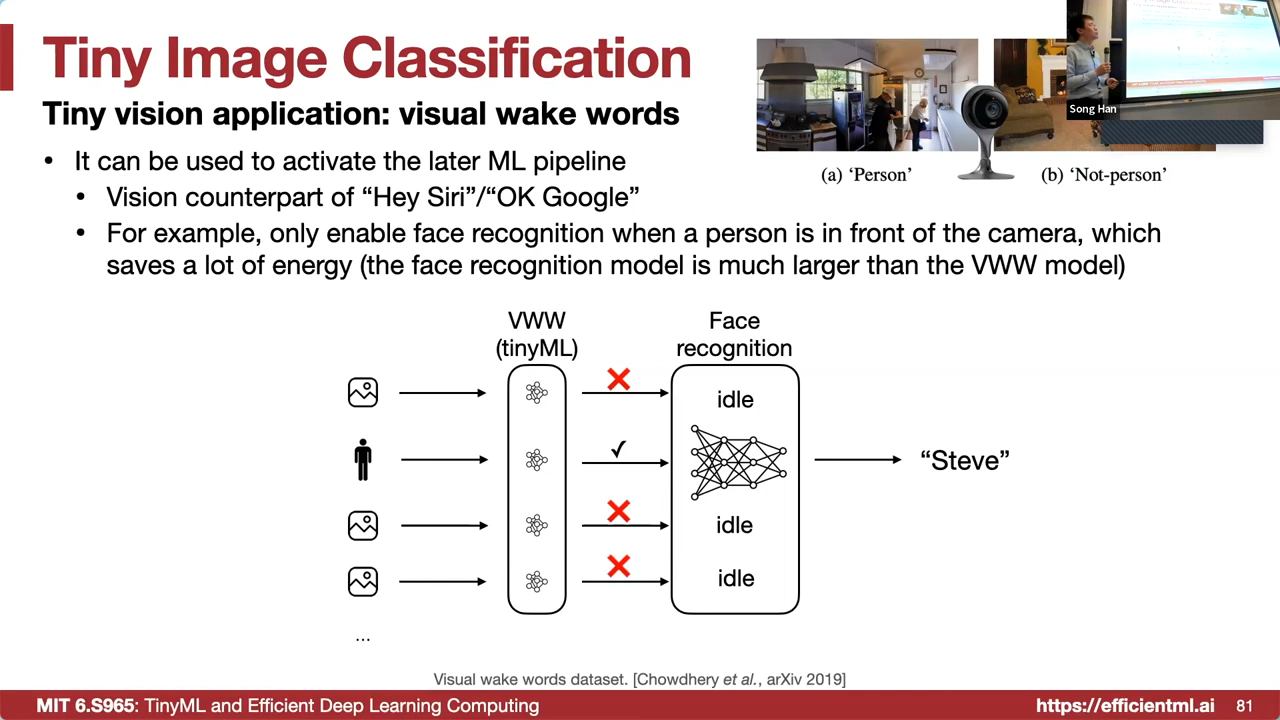 Tiny Image Classification
Tiny vision application: visual wake words
• It can be used to activate the later ML pipeline
• Vision counterpart of “Hey Siri”/“OK Google”
• For example, only enable face recognition when a person is in front of the camera, which
saves a lot of energy (the face recognition model is much larger than the VWW model)
Song Han
(a) ‘Person’
(b) ‘Not-person’
VWW
(tinyML)
Face
recognition
idle
“Steve”
idle
idle
...
Visual wake words dataset. [Chowdhery et al., arXiv 2019]
MIT 6.S965: TinyML and Efficient Deep Learning Computing
https://efficientml.ai
81